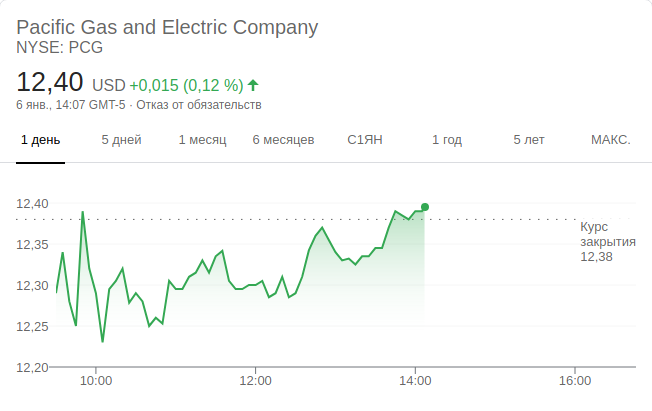 Pacific Gas and Electric Company
NYSE: PCG
12,40 USD +0,015 (0,12 %)
6 янв., 14:07 GMT-5 · Отказ от обязательств
1 день 5 дней 1 месяц 6 месяцев С1ЯН 1 год 5 лет МАКС.
12,40
Курс
закрытия
12,38
12,35
12,30
12,25
12,20
10:00 12:00 14:00 16:00